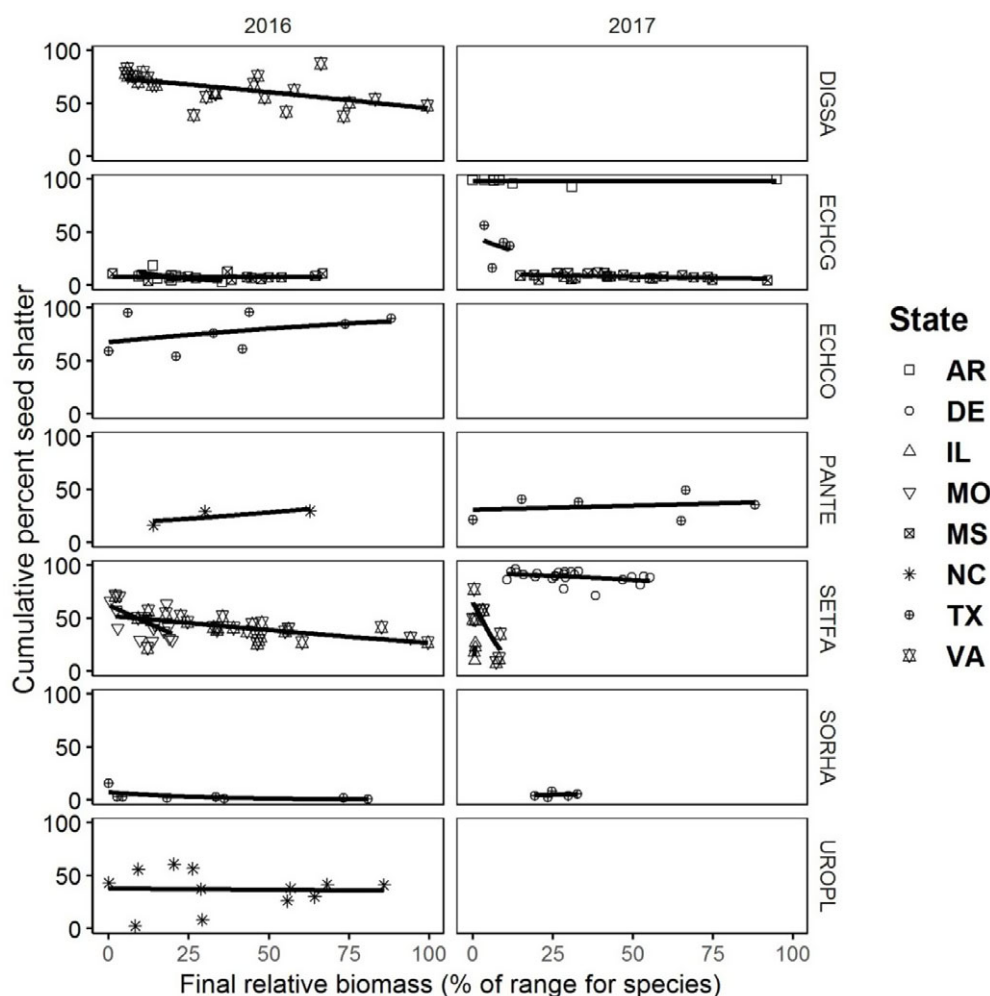 2016 2017
Cumulative percent seed shatter
100
50
0
DIGSA
100
50
0
ECHCG
100
50
0
ECHCO
100
50
0
PANTE
100
50
0
SETFA
100
50
0
SORHA
100
50
0
UROPL
0 25 50 75 100 0 25 50 75 100
Final relative biomass (% of range for species)
State
AR
DE
IL
MO
MS
NC
TX
VA